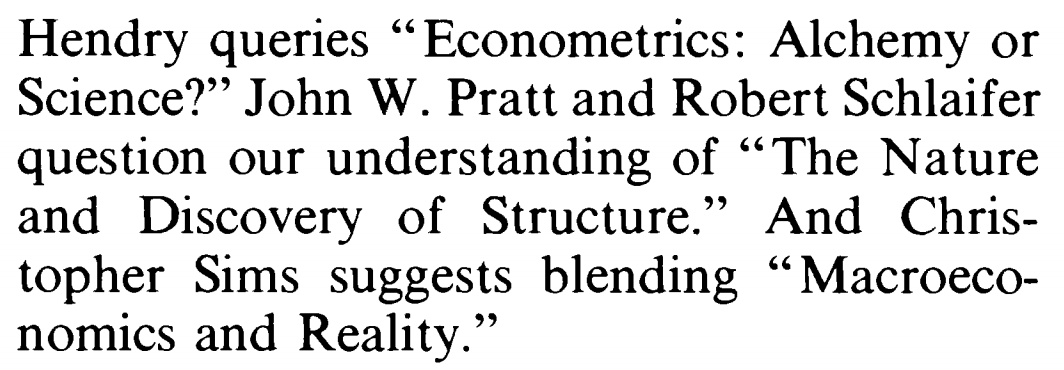 Hendry queries “Econometrics: Alchemy or
Science?” John W. Pratt and Robert Schlaifer
question our understanding of “The Nature
and Discovery of Structure.” And Chris-
topher Sims suggests blending “Macroeco-
nomics and Reality.”